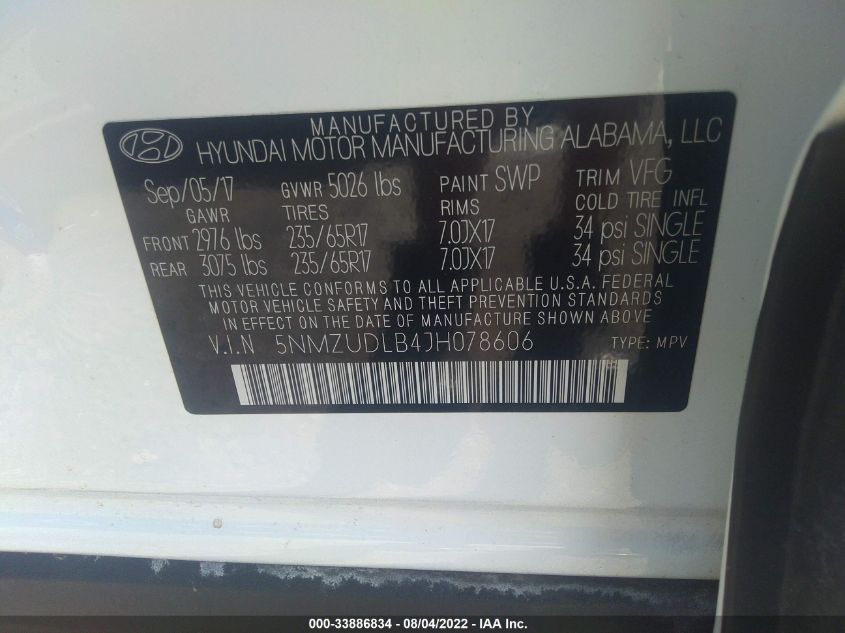 MANUFACTURED BY
HYUNDAI MOTOR MANUFACTURING ALABAMA, LLC
Sep/05/17 GVWR 5026 lbs PAINT SWP TRIM VFG
GAWR TIRES RIMS COLD TIRE INFL
FRONT 2976 lbs 235/65R17 7.0JX17 34 psi SINGLE
REAR 3075 lbs 235/65R17 7.0JX17 34 psi SINGLE
THIS VEHICLE CONFORMS TO ALL APPLICABLE U.S.A. FEDERAL
MOTOR VEHICLE SAFETY AND THEFT PREVENTION STANDARDS
IN EFFECT ON THE DATE OF MANUFACTURE SHOWN ABOVE
V.I.N 5NMZUDLB4JH078606 TYPE: MPV
000-33886834 - 08/04/2022 - IAA Inc.